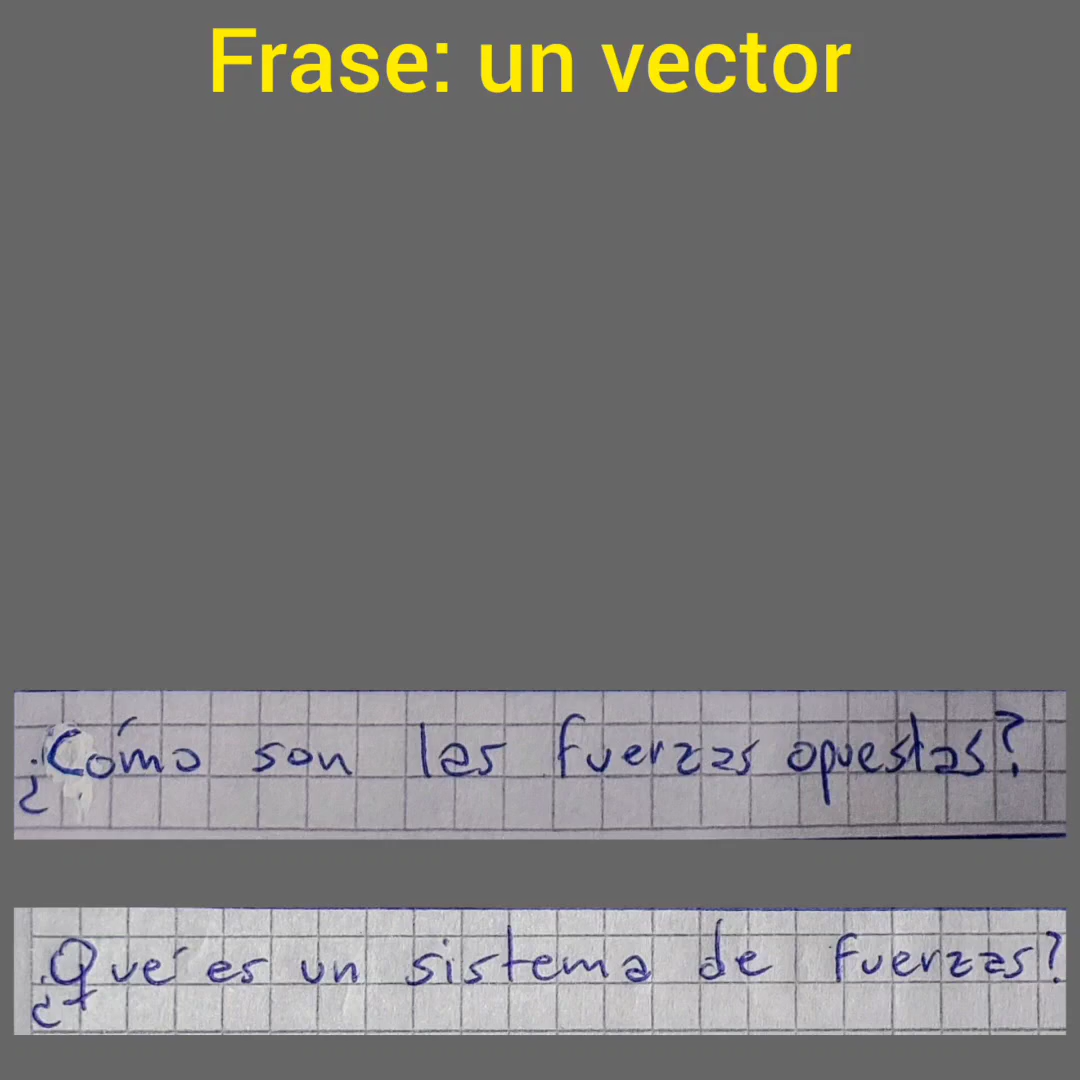 Frase: un vector
¿Cómo son las fuerzas opuestas?
¿Qué es un sistema de fuerzas?